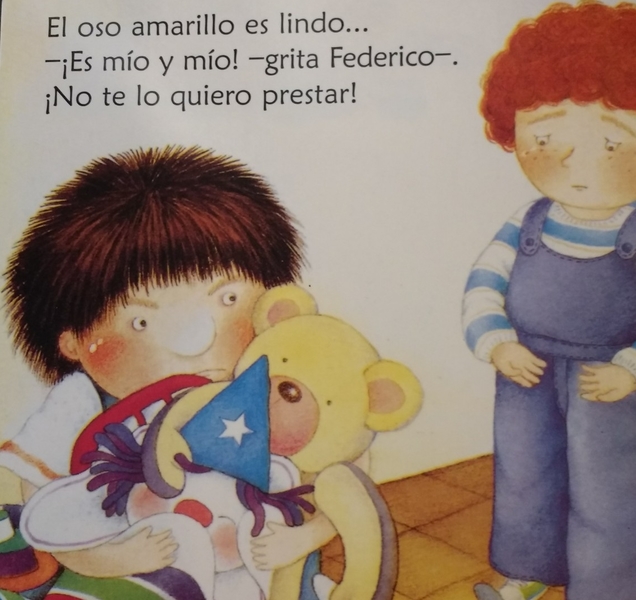 El oso amarillo es lindo...
–¡Es mío y mío! –grita Federico–.
¡No te lo quiero prestar!